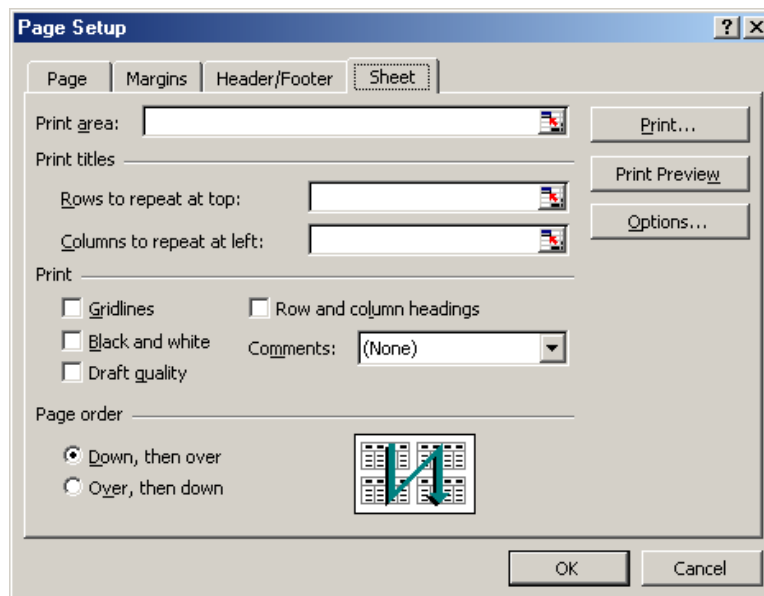 Page Setup
Page Margins Header/Footer Sheet
Print area: Print...
Print titles Print Preview
Rows to repeat at top:
Columns to repeat at left: Options...
Print
Gridlines Row and column headings
Black and white Comments: (None)
Draft quality
Page order
Down, then over
Over, then down
OK Cancel